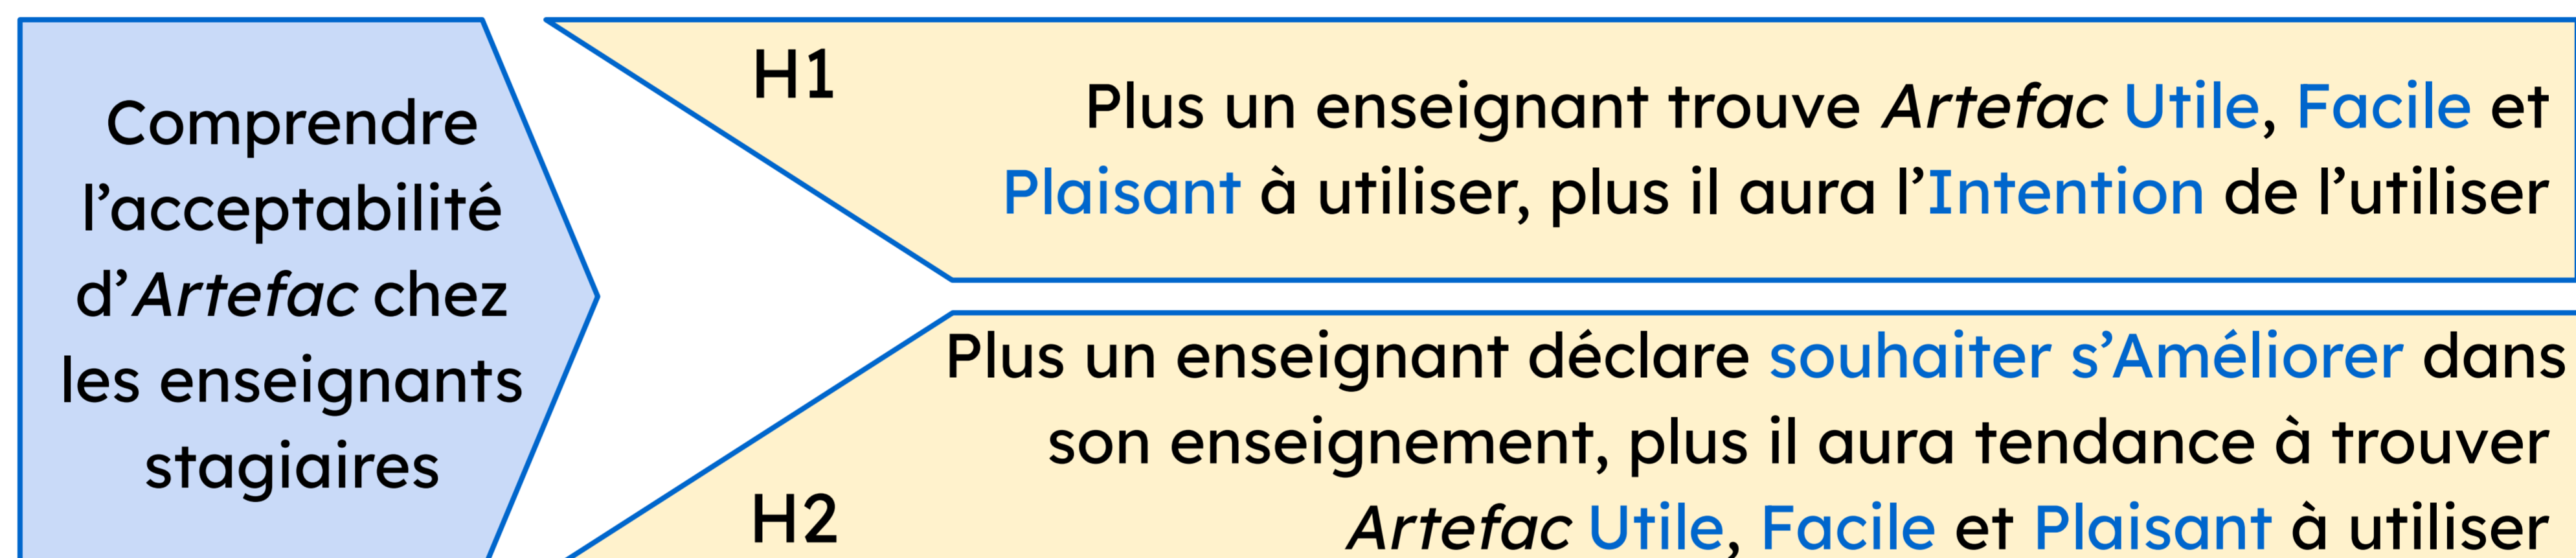 Comprendre
l’acceptabilité
d’Artefac chez
les enseignants
stagiaires
H1
Plus un enseignant trouve Artefac Utile, Facile et
Plaisant à utiliser, plus il aura l’Intention de l’utiliser
H2
Plus un enseignant déclare souhaiter s’Améliorer dans
son enseignement, plus il aura tendance à trouver
Artefac Utile, Facile et Plaisant à utiliser